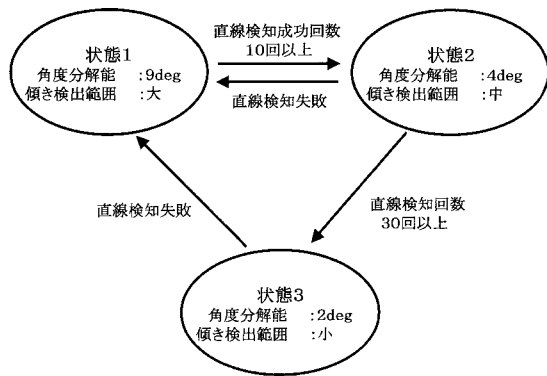 状態1
角度分解能 :9deg
傾き検出範囲 :大
直線検知成功回数
10回以上
直線検知失敗
状態2
角度分解能 :4deg
傾き検出範囲 :中
直線検知失敗
直線検知回数
30回以上
状態3
角度分解能 :2deg
傾き検出範囲 :小